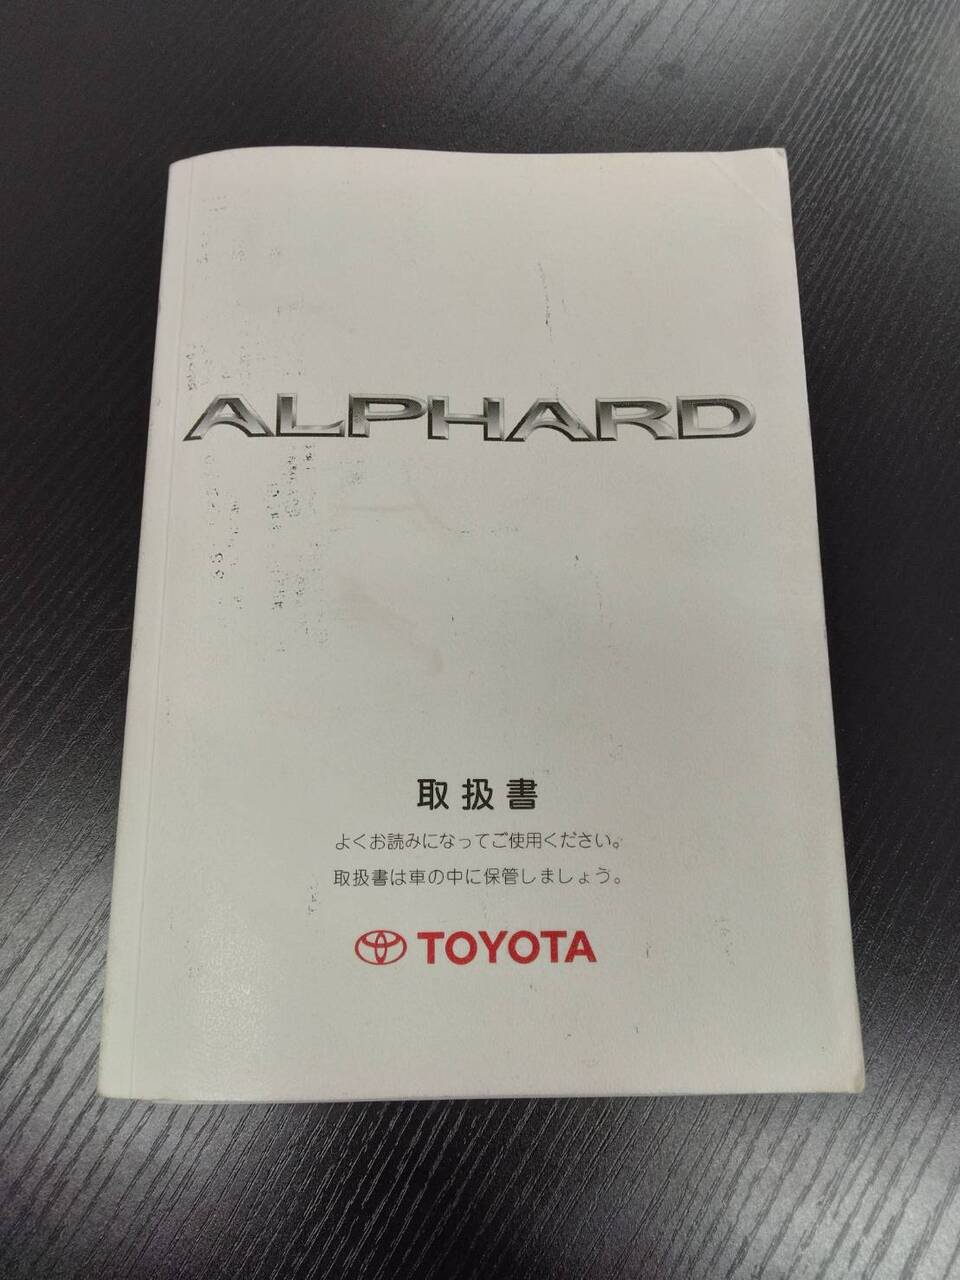 ALPHARD
取扱書
よくお読みになってご使用ください。
取扱書は車の中に保管しましょう。
TOYOTA